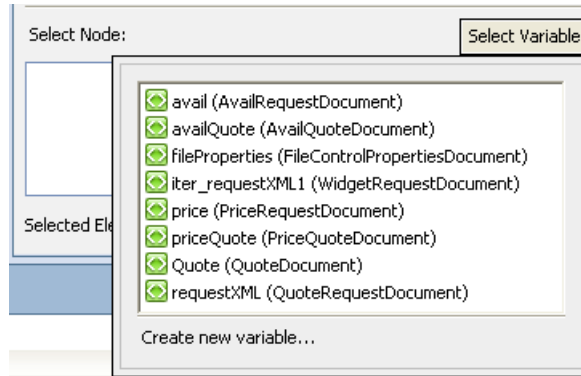 Select Node:
Select Variable
avail (AvailRequestDocument)
availQuote (AvailQuoteDocument)
fileProperties (FileControlPropertiesDocument)
iter_requestXML1 (WidgetRequestDocument)
price (PriceRequestDocument)
priceQuote (PriceQuoteDocument)
Quote (QuoteDocument)
requestXML (QuoteRequestDocument)
Selected Ele
Create new variable...